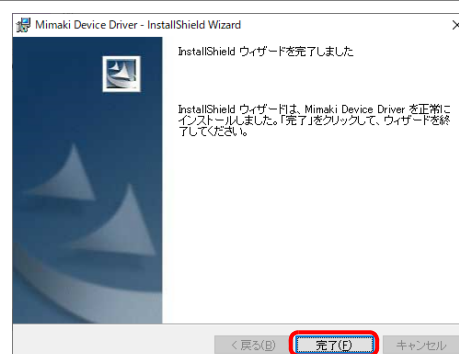 Mimaki Device Driver - InstallShield Wizard
InstallShield ウィザードを完了しました
InstallShield ウィザードは、Mimaki Device Driver を正常に
インストールしました。「完了」をクリックして、ウィザードを終
了してください。
< 戻る(B) 完了(F) キャンセル